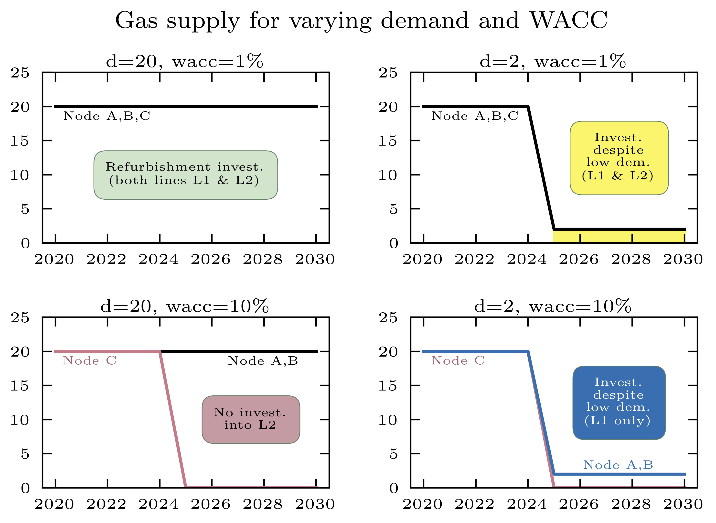 Gas supply for varying demand and WACC
d=20, wacc=1%
25
20
15
10
5
0
Node A,B,C
Refurbishment invest.
(both lines L1 & L2)
2020 2022 2024 2026 2028 2030
d=2, wacc=1%
25
20
15
10
5
0
Node A,B,C
Invest.
despite
low dem.
(L1 & L2)
2020 2022 2024 2026 2028 2030
d=20, wacc=10%
25
20
15
10
5
0
Node C
Node A,B
No invest.
into L2
2020 2022 2024 2026 2028 2030
d=2, wacc=10%
25
20
15
10
5
0
Node C
Invest.
despite
low dem.
(L1 only)
Node A,B
2020 2022 2024 2026 2028 2030